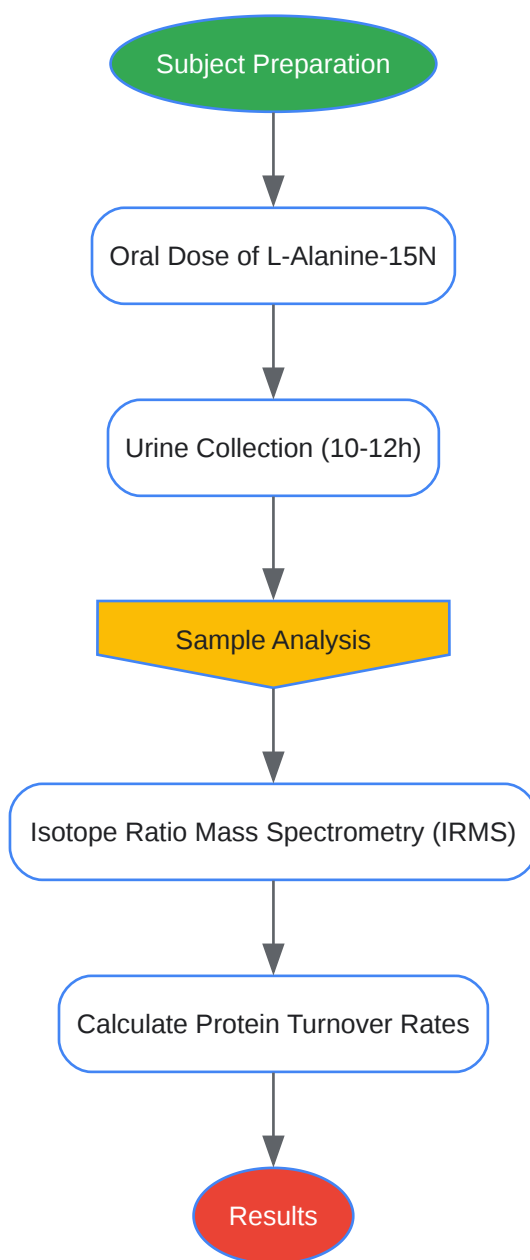 Subject Preparation
Oral Dose of L-Alanine-15N
Urine Collection (10-12h)
Sample Analysis
Isotope Ratio Mass Spectrometry (IRMS)
Calculate Protein Turnover Rates
Results